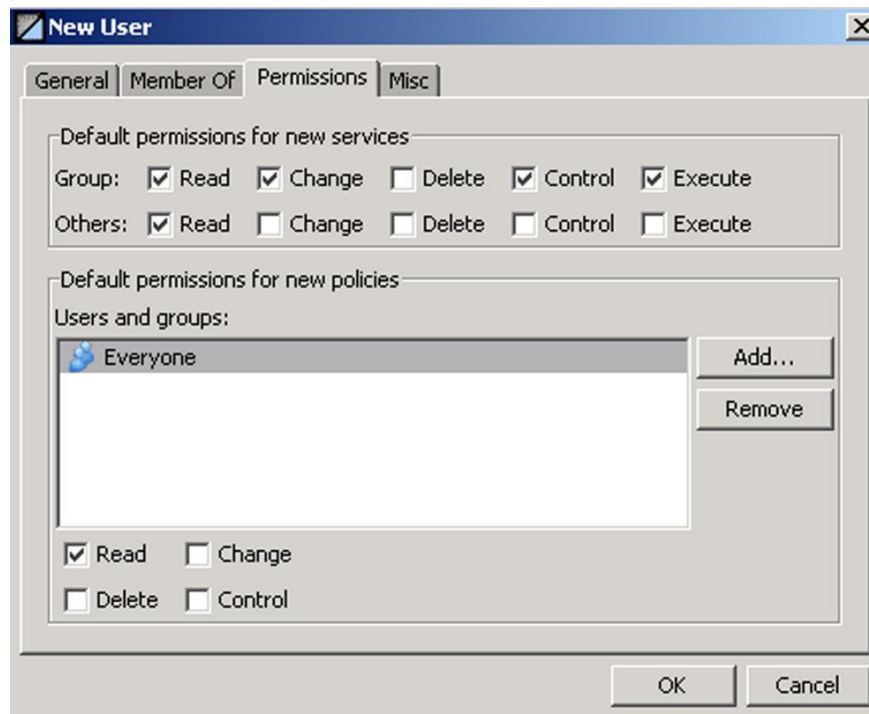 New User
General Member Of Permissions Misc
Default permissions for new services
Group: Read Change Delete Control Execute
Others: Read Change Delete Control Execute
Default permissions for new policies
Users and groups:
Everyone Add...
Remove
Read Change
Delete Control
OK Cancel